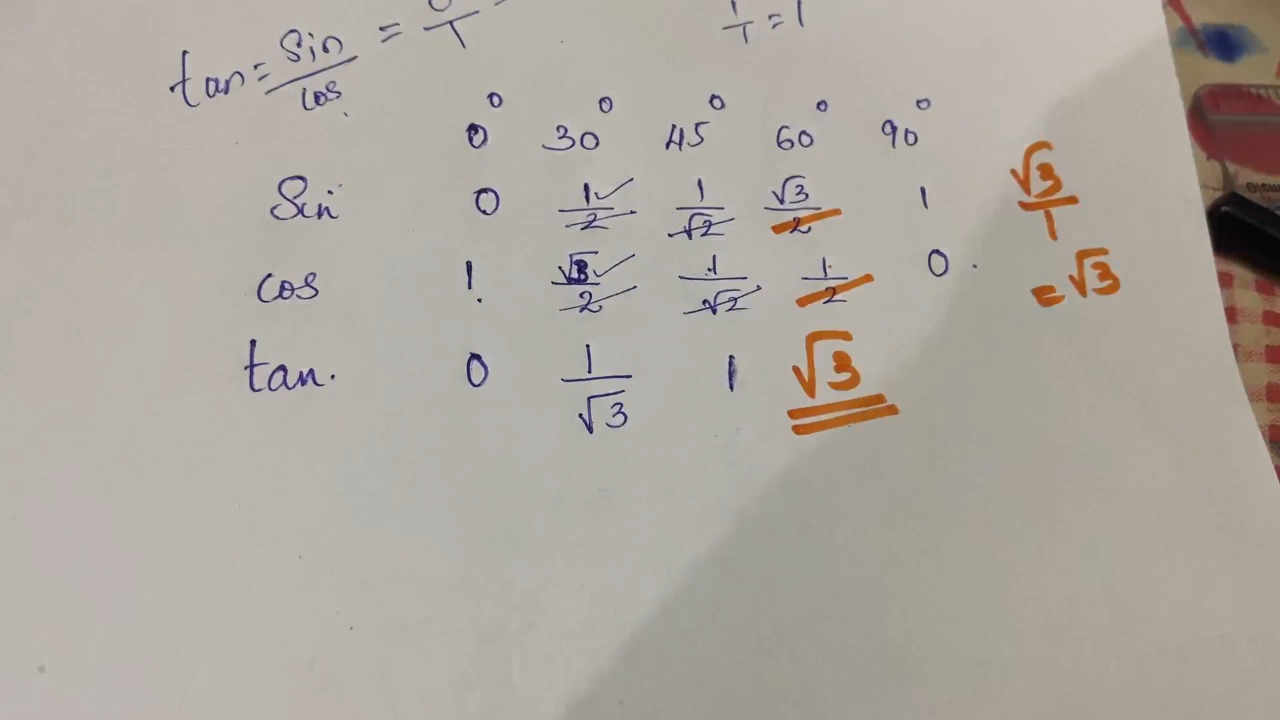 tan = sin/cos = 0/1 =
1/1 = 1
0° 30° 45° 60° 90°
Sin 0 1/2 1/√2 √3/2 1
cos 1 √3/2 1/√2 1/2 0
tan. 0 1/√3 1 √3
√3/1
= √3